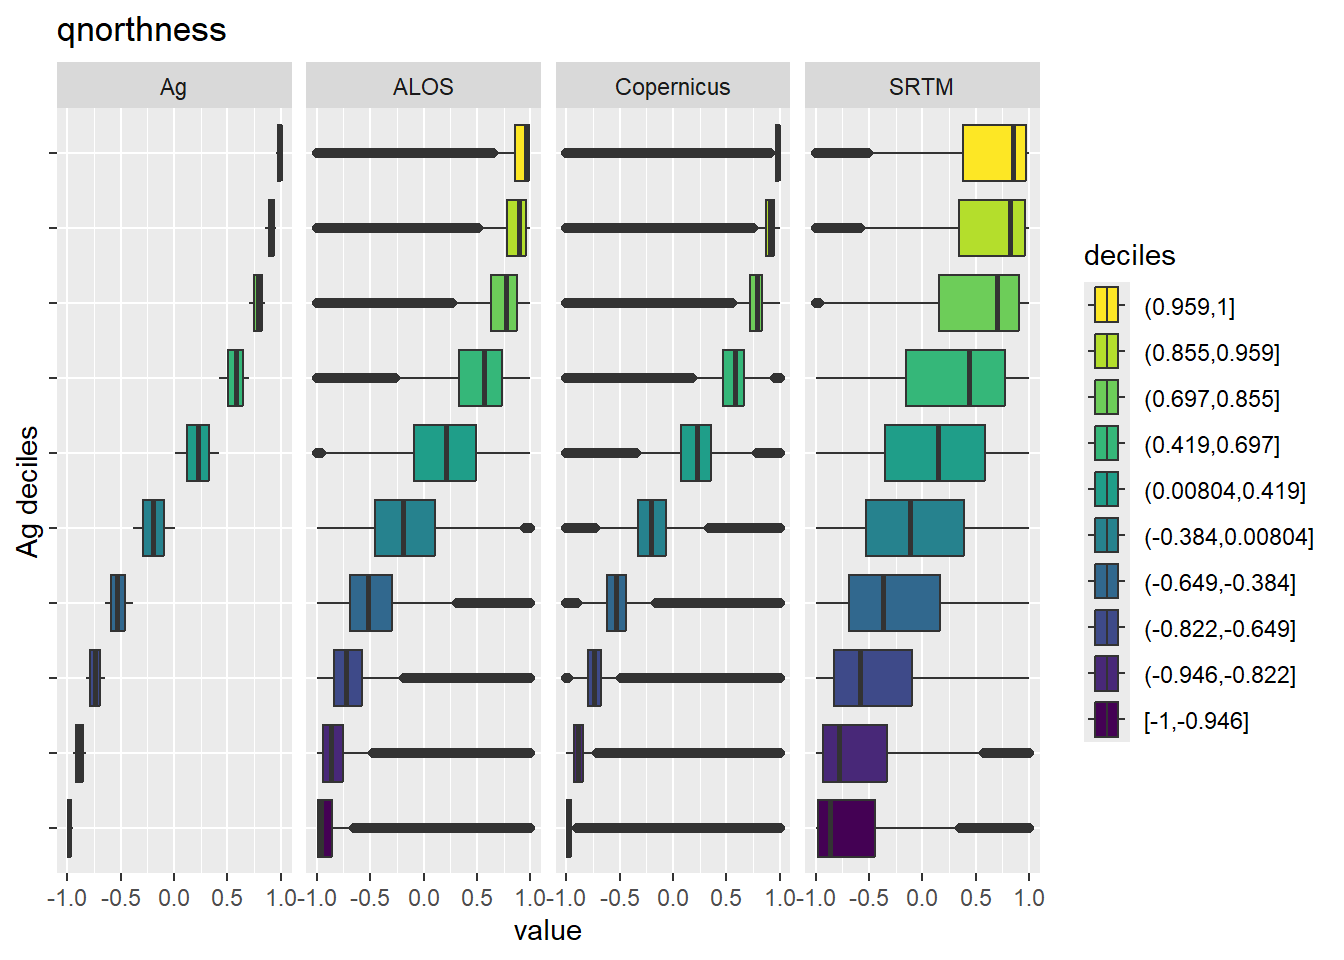 qnorthness
Ag ALOS Copernicus SRTM
Ag deciles
-1.0 -0.5 0.0 0.5 1.0 -1.0 -0.5 0.0 0.5 1.0 -1.0 -0.5 0.0 0.5 1.0 -1.0 -0.5 0.0 0.5 1.0
value
deciles
(0.959,1]
(0.855,0.959]
(0.697,0.855]
(0.419,0.697]
(0.00804,0.419]
(-0.384,0.00804]
(-0.649,-0.384]
(-0.822,-0.649]
(-0.946,-0.822]
[-1,-0.946]